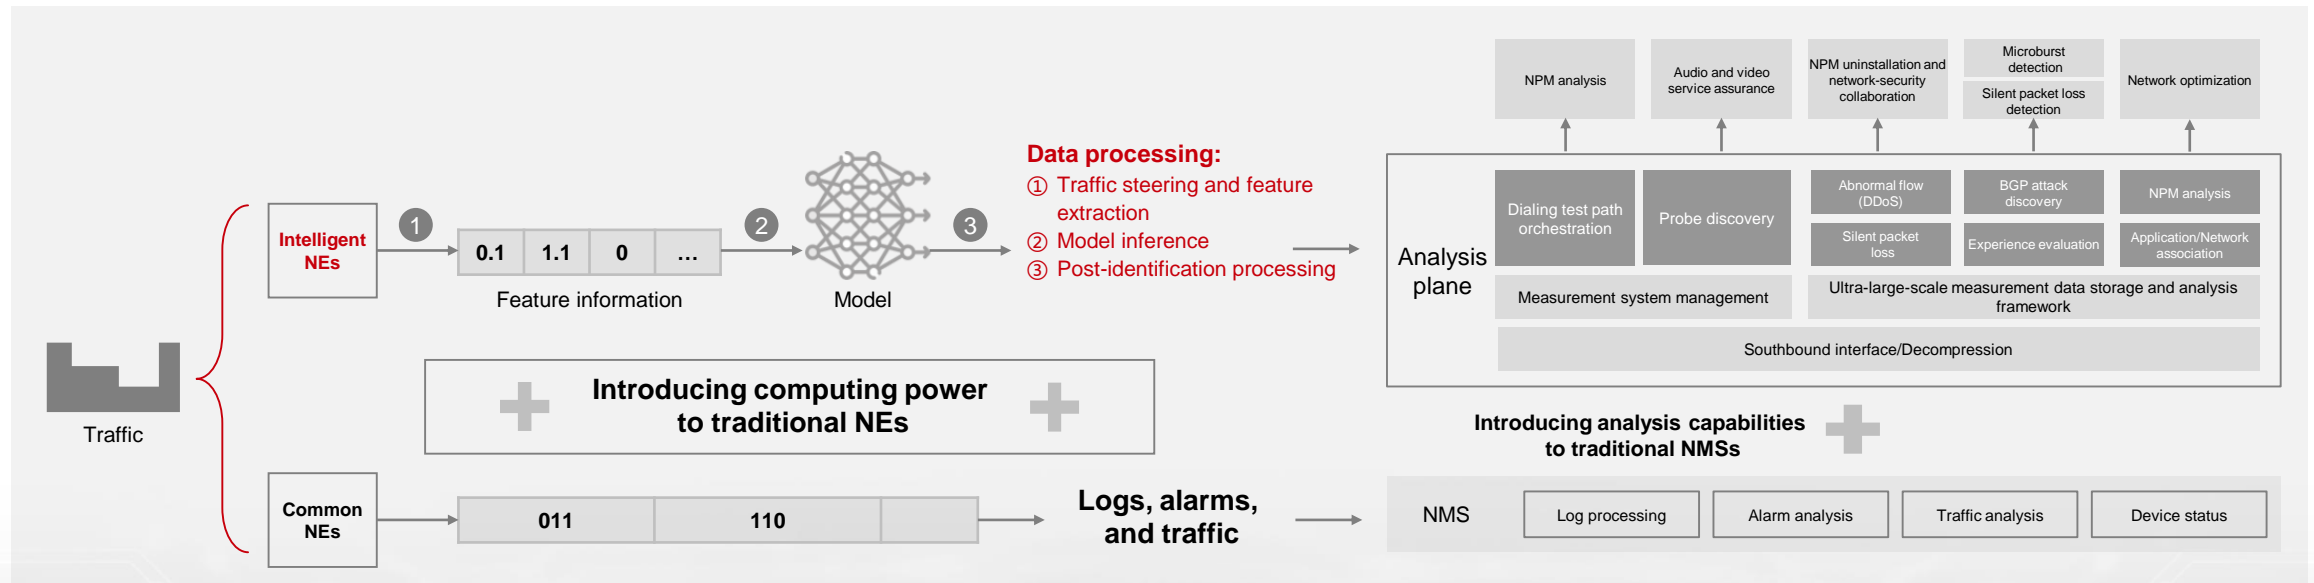 Traffic
Intelligent
NEs
1
0.1
1.1
0
...
Feature information
2
Model
3
Data processing:
① Traffic steering and feature
extraction
② Model inference
③ Post-identification processing
NPM analysis
Audio and video
service assurance
NPM uninstallation and
network-security
collaboration
Microburst
detection
Silent packet loss
detection
Network optimization
Analysis
plane
Dialing test path
orchestration
Probe discovery
Abnormal flow
(DDoS)
BGP attack
discovery
NPM analysis
Silent packet
loss
Experience evaluation
Application/Network
association
Measurement system management
Ultra-large-scale measurement data storage and analysis
framework
Southbound interface/Decompression
Introducing computing power
to traditional NEs
Introducing analysis capabilities
to traditional NMSs
Common
NEs
011
110
Logs, alarms,
and traffic
NMS
Log processing
Alarm analysis
Traffic analysis
Device status